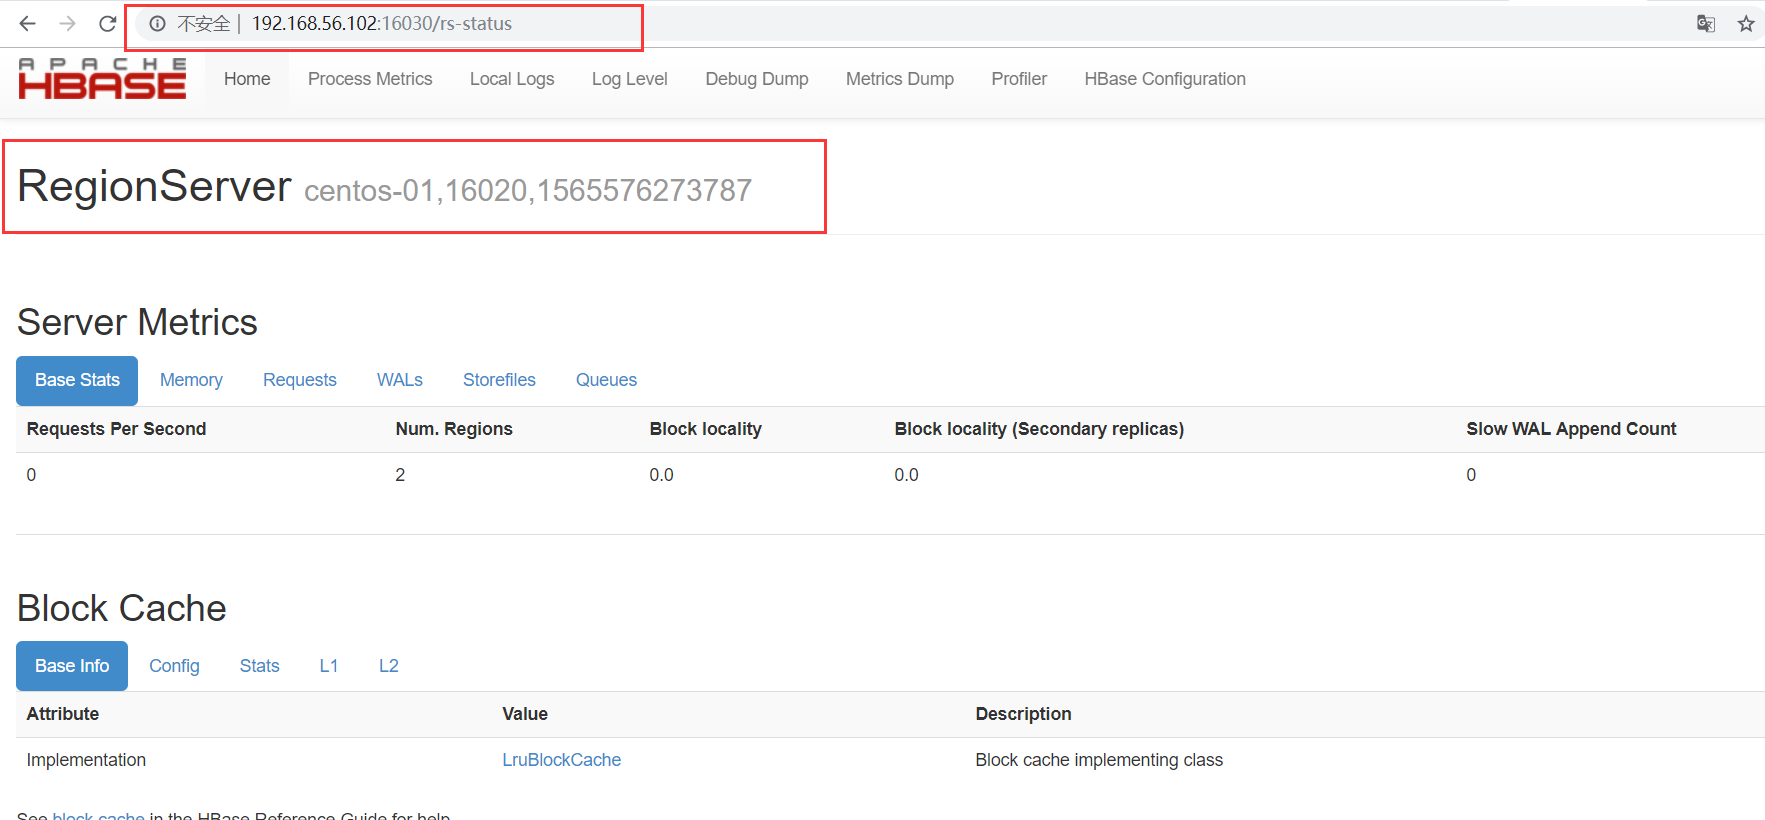 不安全 | 192.168.56.102:16030/rs-status
APACHE
HBASE
Home Process Metrics Local Logs Log Level Debug Dump Metrics Dump Profiler HBase Configuration
RegionServer centos-01,16020,1565576273787
Server Metrics
Base Stats Memory Requests WALs Storefiles Queues
Requests Per Second Num. Regions Block locality Block locality (Secondary replicas) Slow WAL Append Count
0 2 0.0 0.0 0
Block Cache
Base Info Config Stats L1 L2
Attribute Value Description
Implementation LruBlockCache Block cache implementing class
See block cache in the HBase Reference Guide for help.